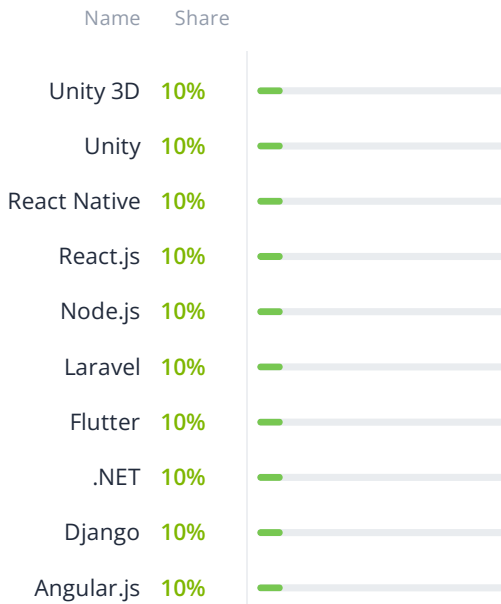 Name Share
Unity 3D 10%
Unity 10%
React Native 10%
React.js 10%
Node.js 10%
Laravel 10%
Flutter 10%
.NET 10%
Django 10%
Angular.js 10%